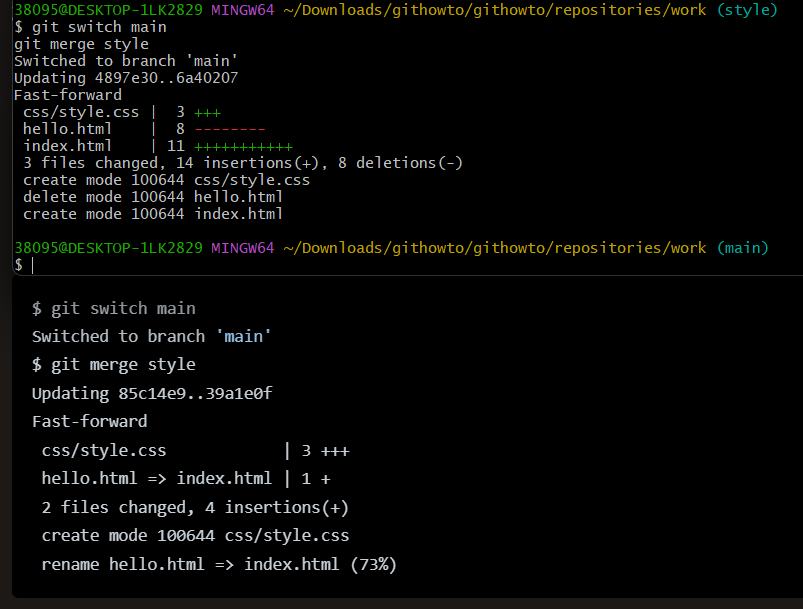 38095@DESKTOP-1LK2829 MINGW64 ~/Downloads/githowto/githowto/repositories/work (style)
$ git switch main
git merge style
Switched to branch 'main'
Updating 4897e30..6a40207
Fast-forward
 css/style.css |  3 +++
 hello.html    |  8 --------
 index.html    | 11 +++++++++++
 3 files changed, 14 insertions(+), 8 deletions(-)
 create mode 100644 css/style.css
 delete mode 100644 hello.html
 create mode 100644 index.html
38095@DESKTOP-1LK2829 MINGW64 ~/Downloads/githowto/githowto/repositories/work (main)
$
$ git switch main
Switched to branch 'main'
$ git merge style
Updating 85c14e9..39a1e0f
Fast-forward
 css/style.css            | 3 +++
 hello.html => index.html | 1 +
 2 files changed, 4 insertions(+)
 create mode 100644 css/style.css
 rename hello.html => index.html (73%)